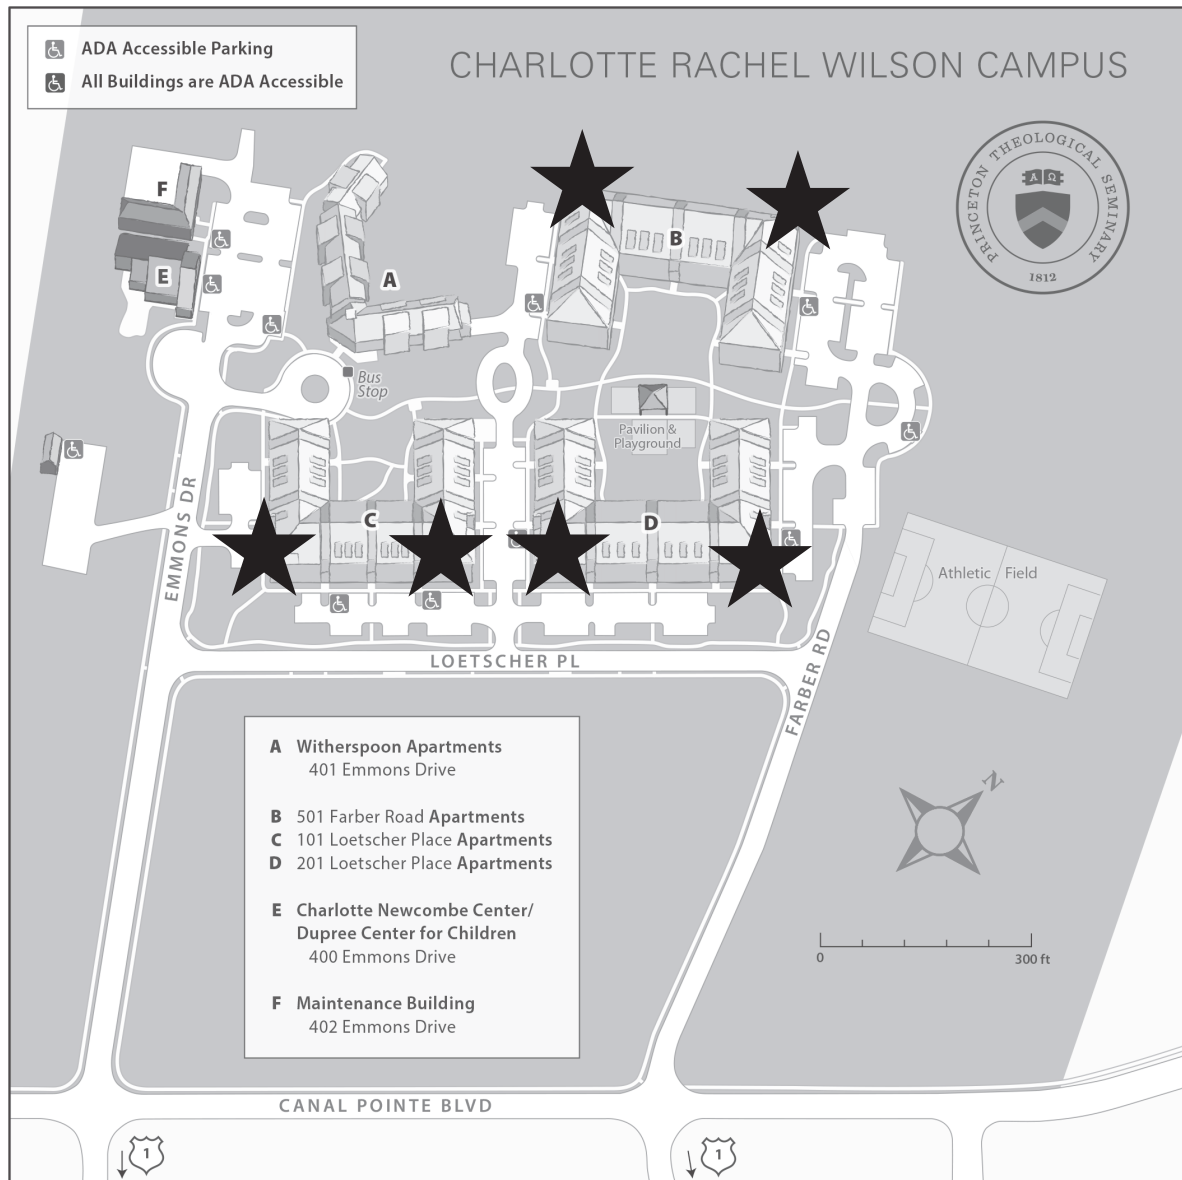 ADA Accessible Parking
All Buildings are ADA Accessible
CHARLOTTE RACHEL WILSON CAMPUS
PRINCETON THEOLOGICAL SEMINARY
Α Ω
1812
F
E
A
B
Bus
Stop
Pavilion &
Playground
C
D
EMMONS DR
Athletic Field
LOETSCHER PL
FARBER RD
A Witherspoon Apartments
401 Emmons Drive
B 501 Farber Road Apartments
C 101 Loetscher Place Apartments
D 201 Loetscher Place Apartments
E Charlotte Newcombe Center/
Dupree Center for Children
400 Emmons Drive
F Maintenance Building
402 Emmons Drive
N
0 300 ft
CANAL POINTE BLVD
1
1